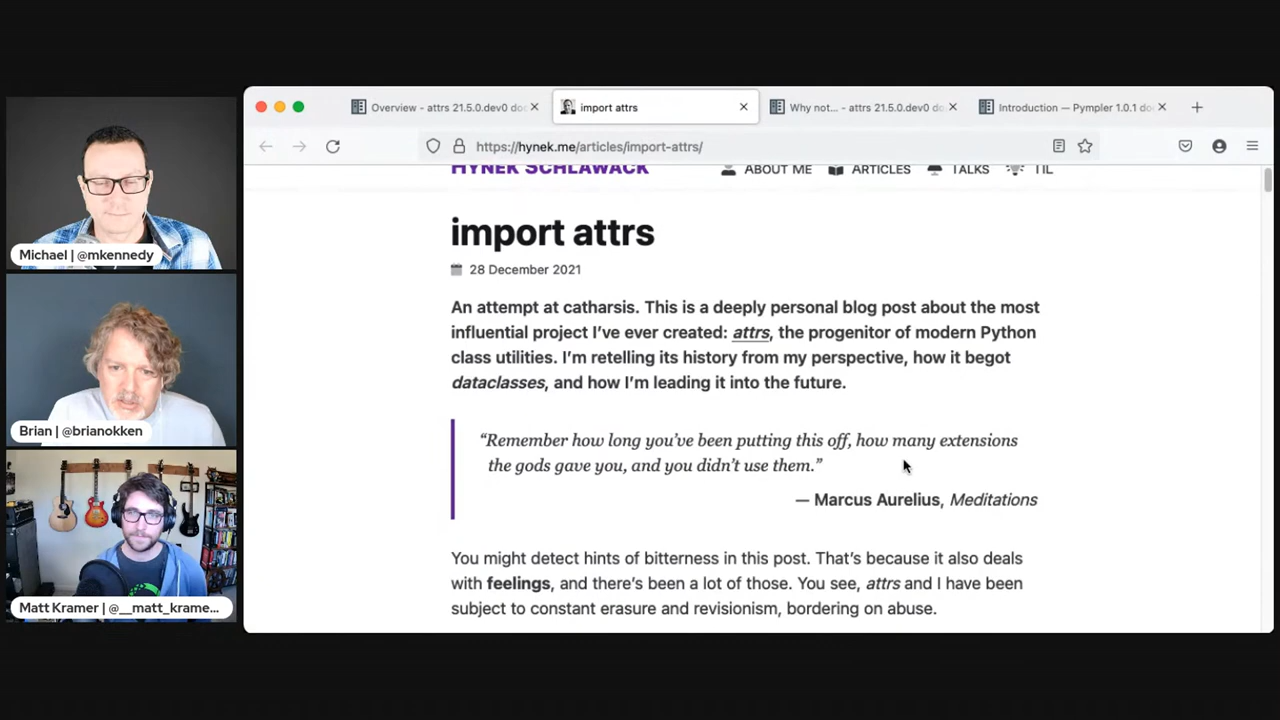 Overview - attrs 21.5.0.dev0 doc
import attrs
Why not... - attrs 21.5.0.dev0 do
Introduction — Pympler 1.0.1 do
https://hynek.me/articles/import-attrs/
HYNEK SCHLAWACK
ABOUT ME
ARTICLES
TALKS
TIL
import attrs
28 December 2021
An attempt at catharsis. This is a deeply personal blog post about the most
influential project I’ve ever created: attrs, the progenitor of modern Python
class utilities. I’m retelling its history from my perspective, how it begot
dataclasses, and how I’m leading it into the future.
“Remember how long you’ve been putting this off, how many extensions
the gods gave you, and you didn’t use them.”
— Marcus Aurelius, Meditations
You might detect hints of bitterness in this post. That’s because it also deals
with feelings, and there’s been a lot of those. You see, attrs and I have been
subject to constant erasure and revisionism, bordering on abuse.
Michael | @mkennedy
Brian | @brianokken
Matt Kramer | @__matt_krame...